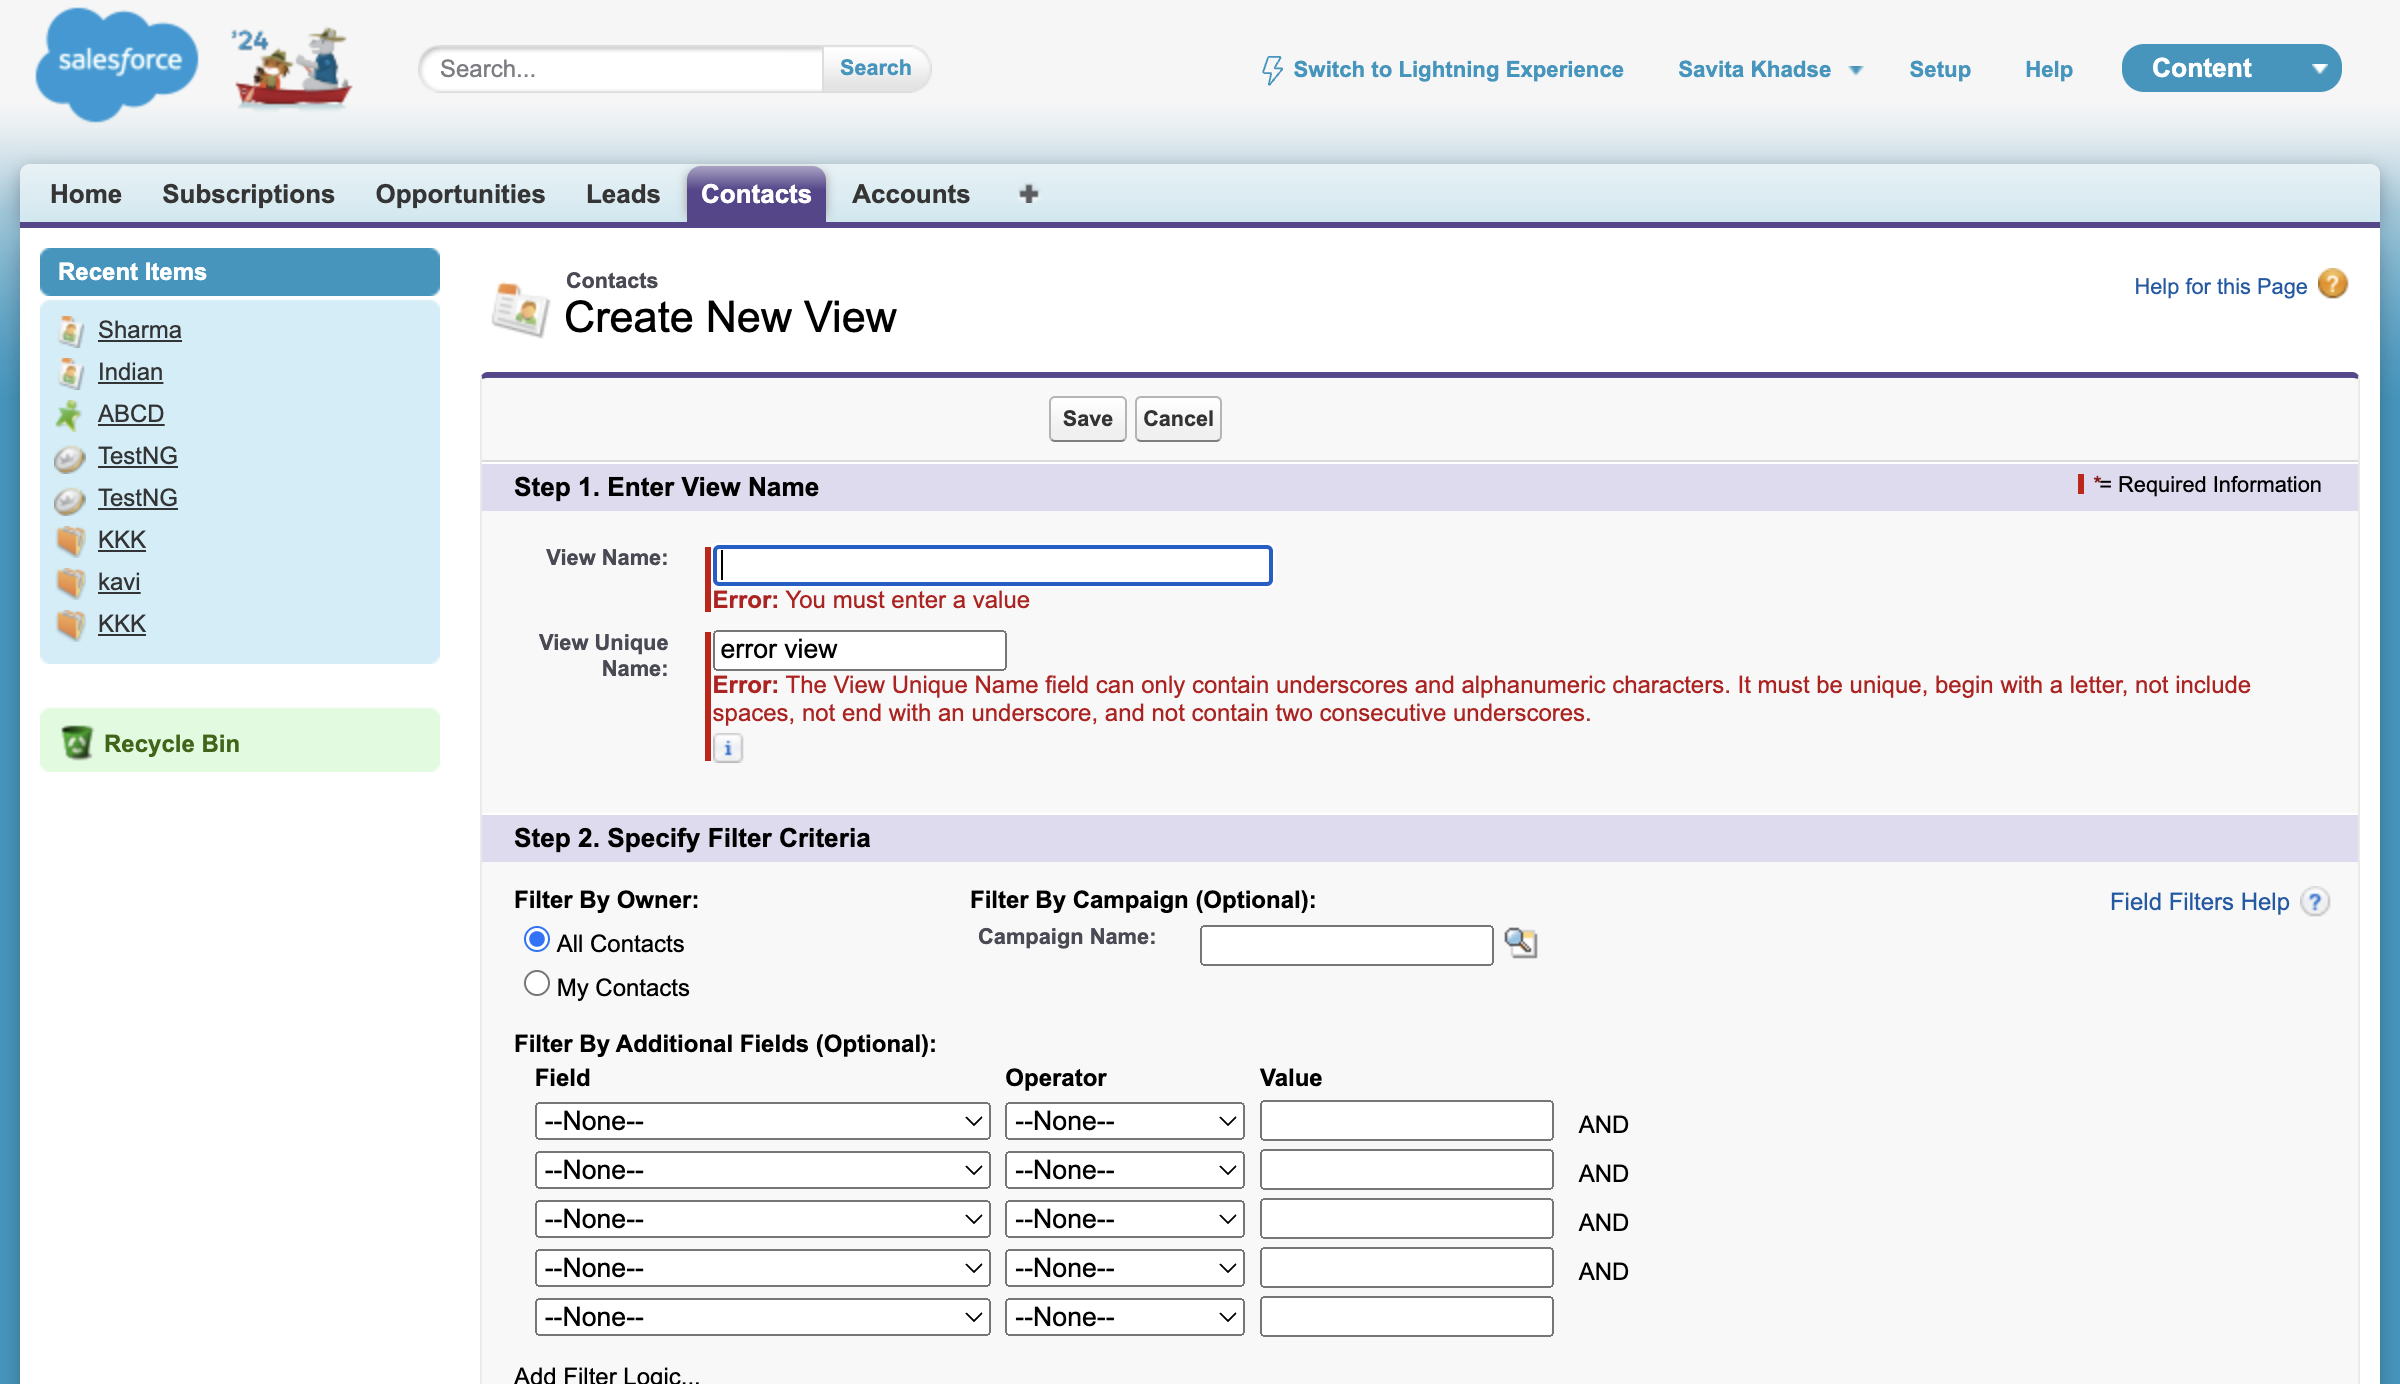 salesforce
'24
Search...
Search
Switch to Lightning Experience
Savita Khadse
Setup
Help
Content
Home
Subscriptions
Opportunities
Leads
Contacts
Accounts
Recent Items
Sharma
Indian
ABCD
TestNG
TestNG
KKK
kavi
KKK
Recycle Bin
Contacts
Create New View
Help for this Page
Save
Cancel
Step 1. Enter View Name
*= Required Information
View Name:
Error: You must enter a value
View Unique
Name:
error view
Error: The View Unique Name field can only contain underscores and alphanumeric characters. It must be unique, begin with a letter, not include
spaces, not end with an underscore, and not contain two consecutive underscores.
Step 2. Specify Filter Criteria
Filter By Owner:
All Contacts
My Contacts
Filter By Campaign (Optional):
Campaign Name:
Field Filters Help
Filter By Additional Fields (Optional):
Field Operator Value
--None-- --None-- AND
--None-- --None-- AND
--None-- --None-- AND
--None-- --None-- AND
--None-- --None--
Add Filter Logic...